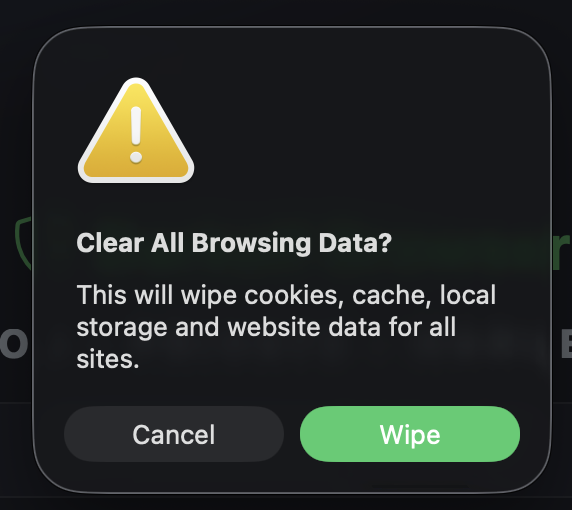 Clear All Browsing Data?
This will wipe cookies, cache, local
storage and website data for all
sites.
Cancel
Wipe